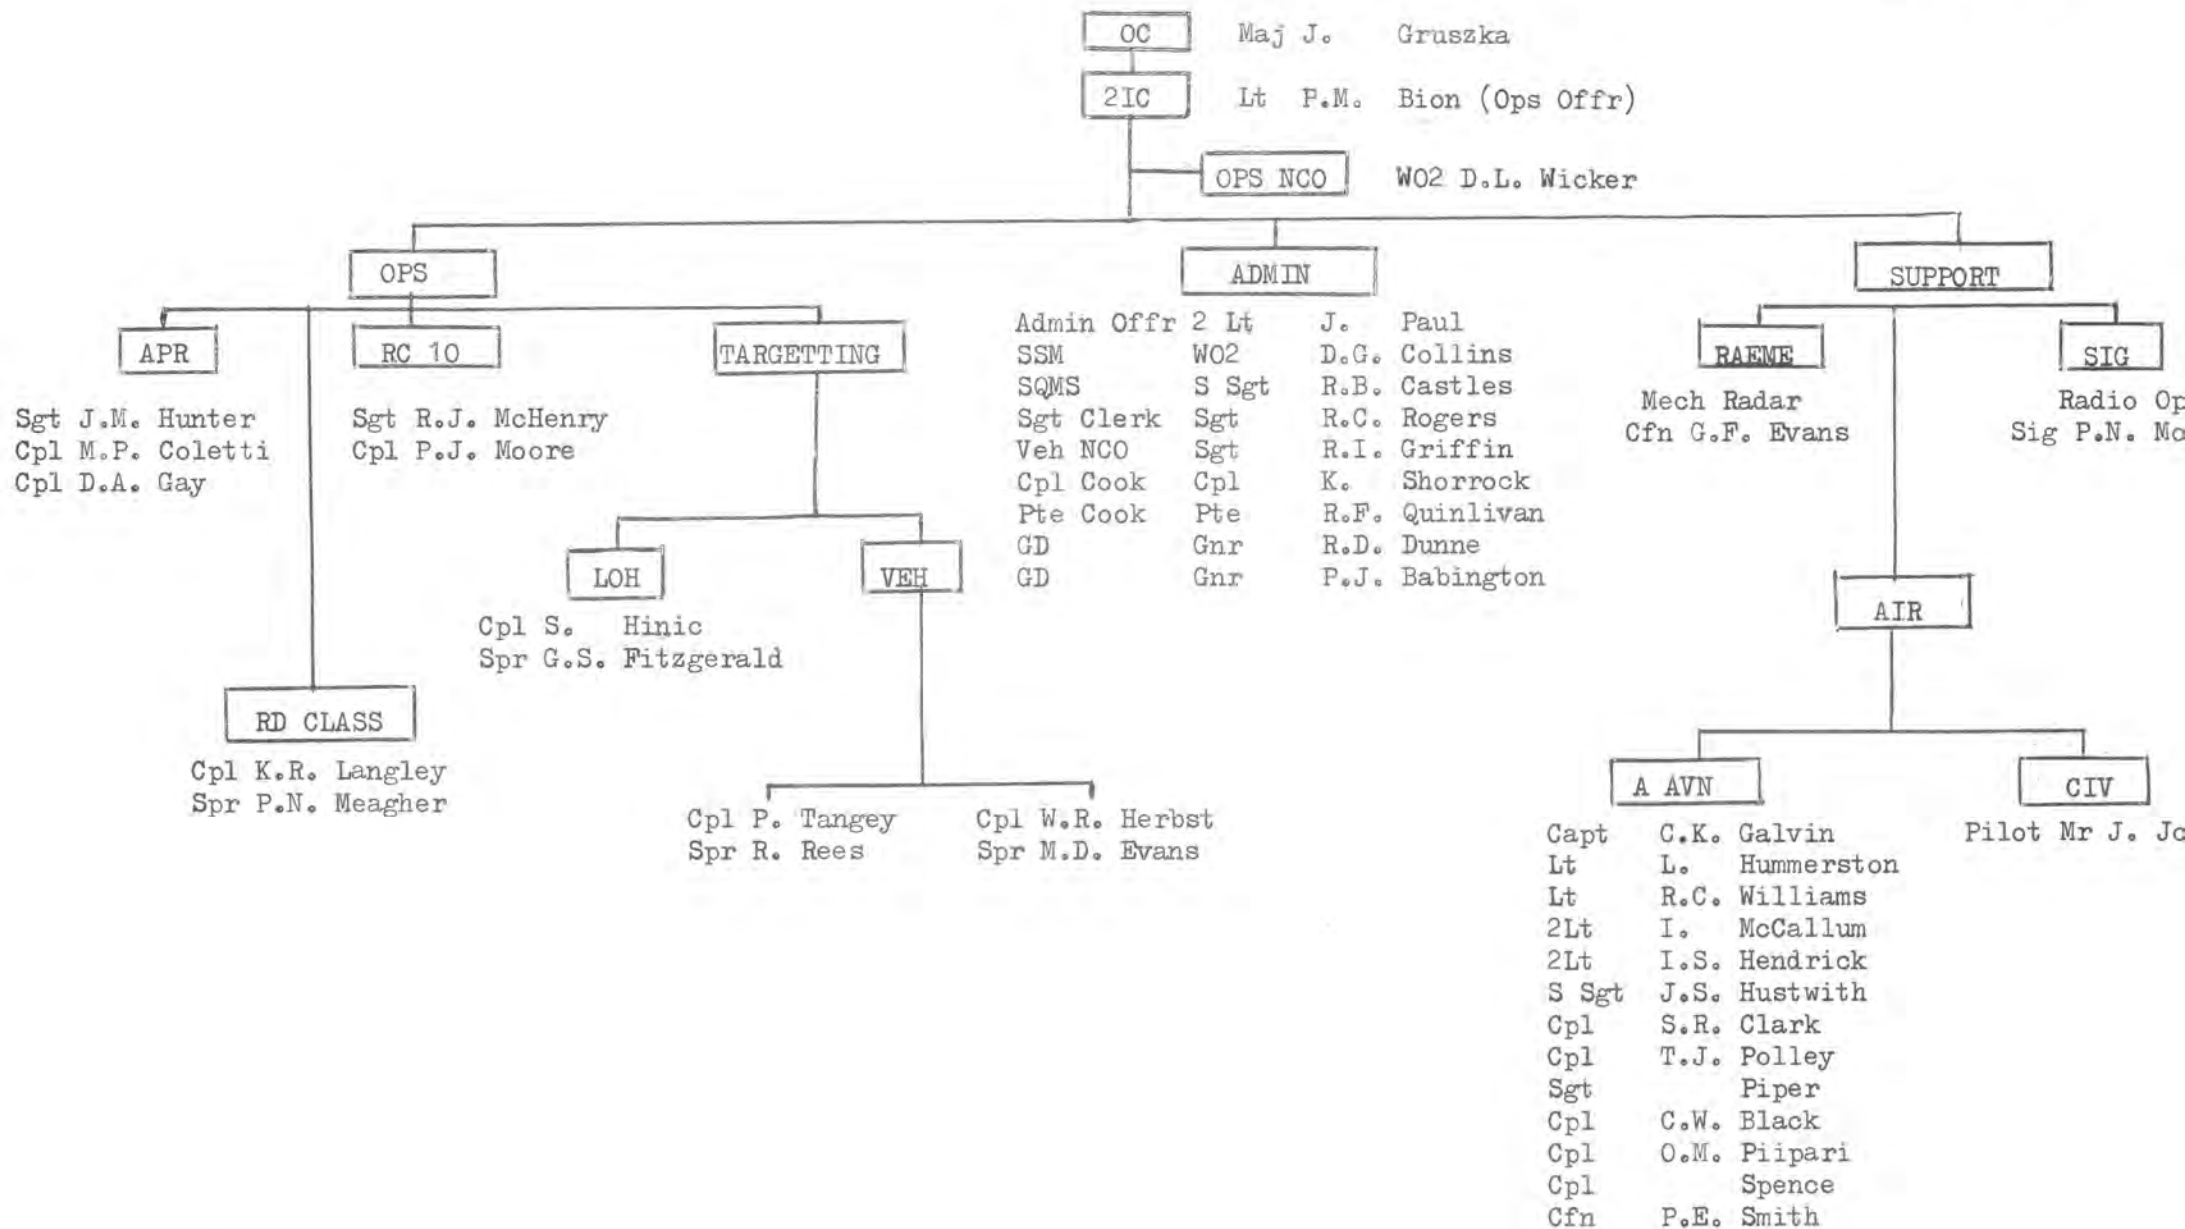 OC Maj J. Gruszka
2IC Lt P.M. Bion (Ops Offr)
OPS NCO WO2 D.L. Wicker
OPS
ADMIN
SUPPORT
APR
Sgt J.M. Hunter
Cpl M.P. Coletti
Cpl D.A. Gay
RC 10
Sgt R.J. McHenry
Cpl P.J. Moore
TARGETTING
RD CLASS
Cpl K.R. Langley
Spr P.N. Meagher
LOH
Cpl S. Hinic
Spr G.S. Fitzgerald
VEH
Cpl P. Tangey
Spr R. Rees
Cpl W.R. Herbst
Spr M.D. Evans
Admin Offr 2 Lt J. Paul
SSM WO2 D.G. Collins
SQMS S Sgt R.B. Castles
Sgt Clerk Sgt R.C. Rogers
Veh NCO Sgt R.I. Griffin
Cpl Cook Cpl K. Shorrock
Pte Cook Pte R.F. Quinlivan
GD Gnr R.D. Dunne
GD Gnr P.J. Babington
RAEME
Mech Radar
Cfn G.F. Evans
SIG
Radio Op
Sig P.N.
AIR
A AVN
Capt C.K. Galvin
Lt L. Hummerston
Lt R.C. Williams
2Lt I. McCallum
2Lt I.S. Hendrick
S Sgt J.S. Hustwith
Cpl S.R. Clark
Cpl T.J. Polley
Sgt Piper
Cpl C.W. Black
Cpl O.M. Piipari
Cpl Spence
Cfn P.E. Smith
CIV
Pilot Mr J.